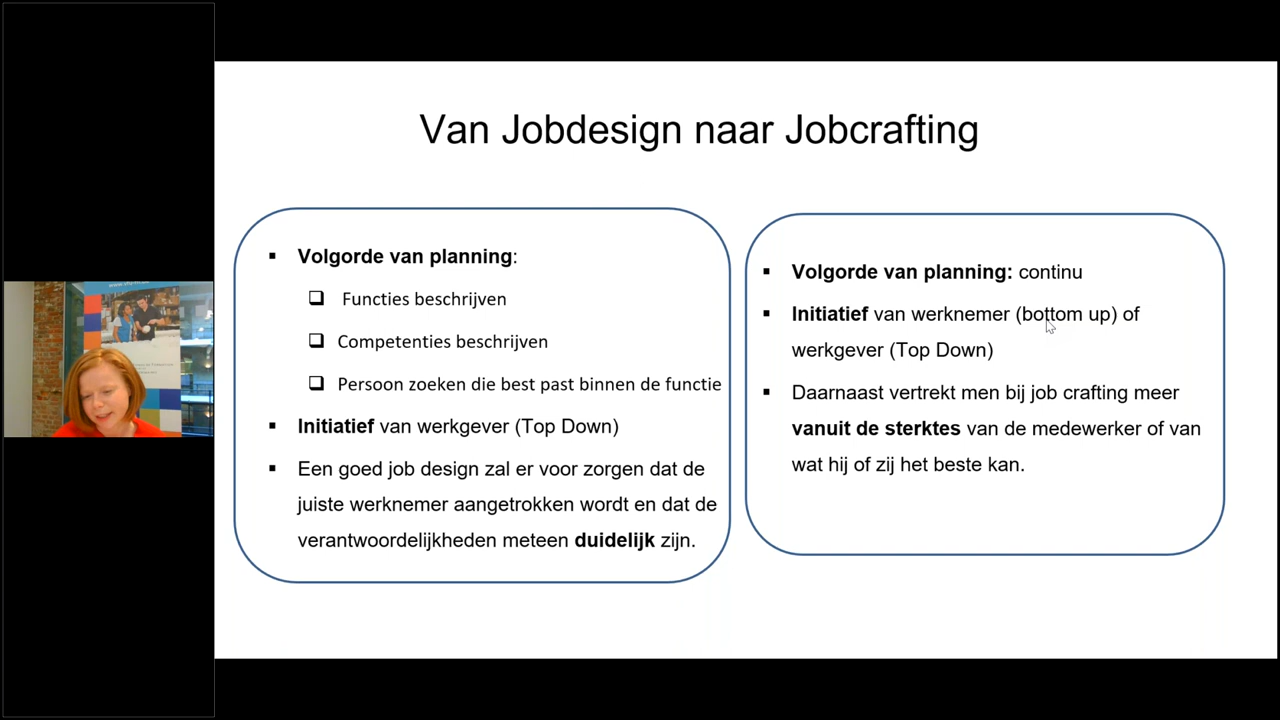 Van Jobdesign naar Jobcrafting
Volgorde van planning:
Functies beschrijven
Competenties beschrijven
Persoon zoeken die best past binnen de functie
Initiatief van werkgever (Top Down)
Een goed job design zal er voor zorgen dat de
juiste werknemer aangetrokken wordt en dat de
verantwoordelijkheden meteen duidelijk zijn.
Volgorde van planning: continu
Initiatief van werknemer (bottom up) of
werkgever (Top Down)
Daarnaast vertrekt men bij job crafting meer
vanuit de sterktes van de medewerker of van
wat hij of zij het beste kan.